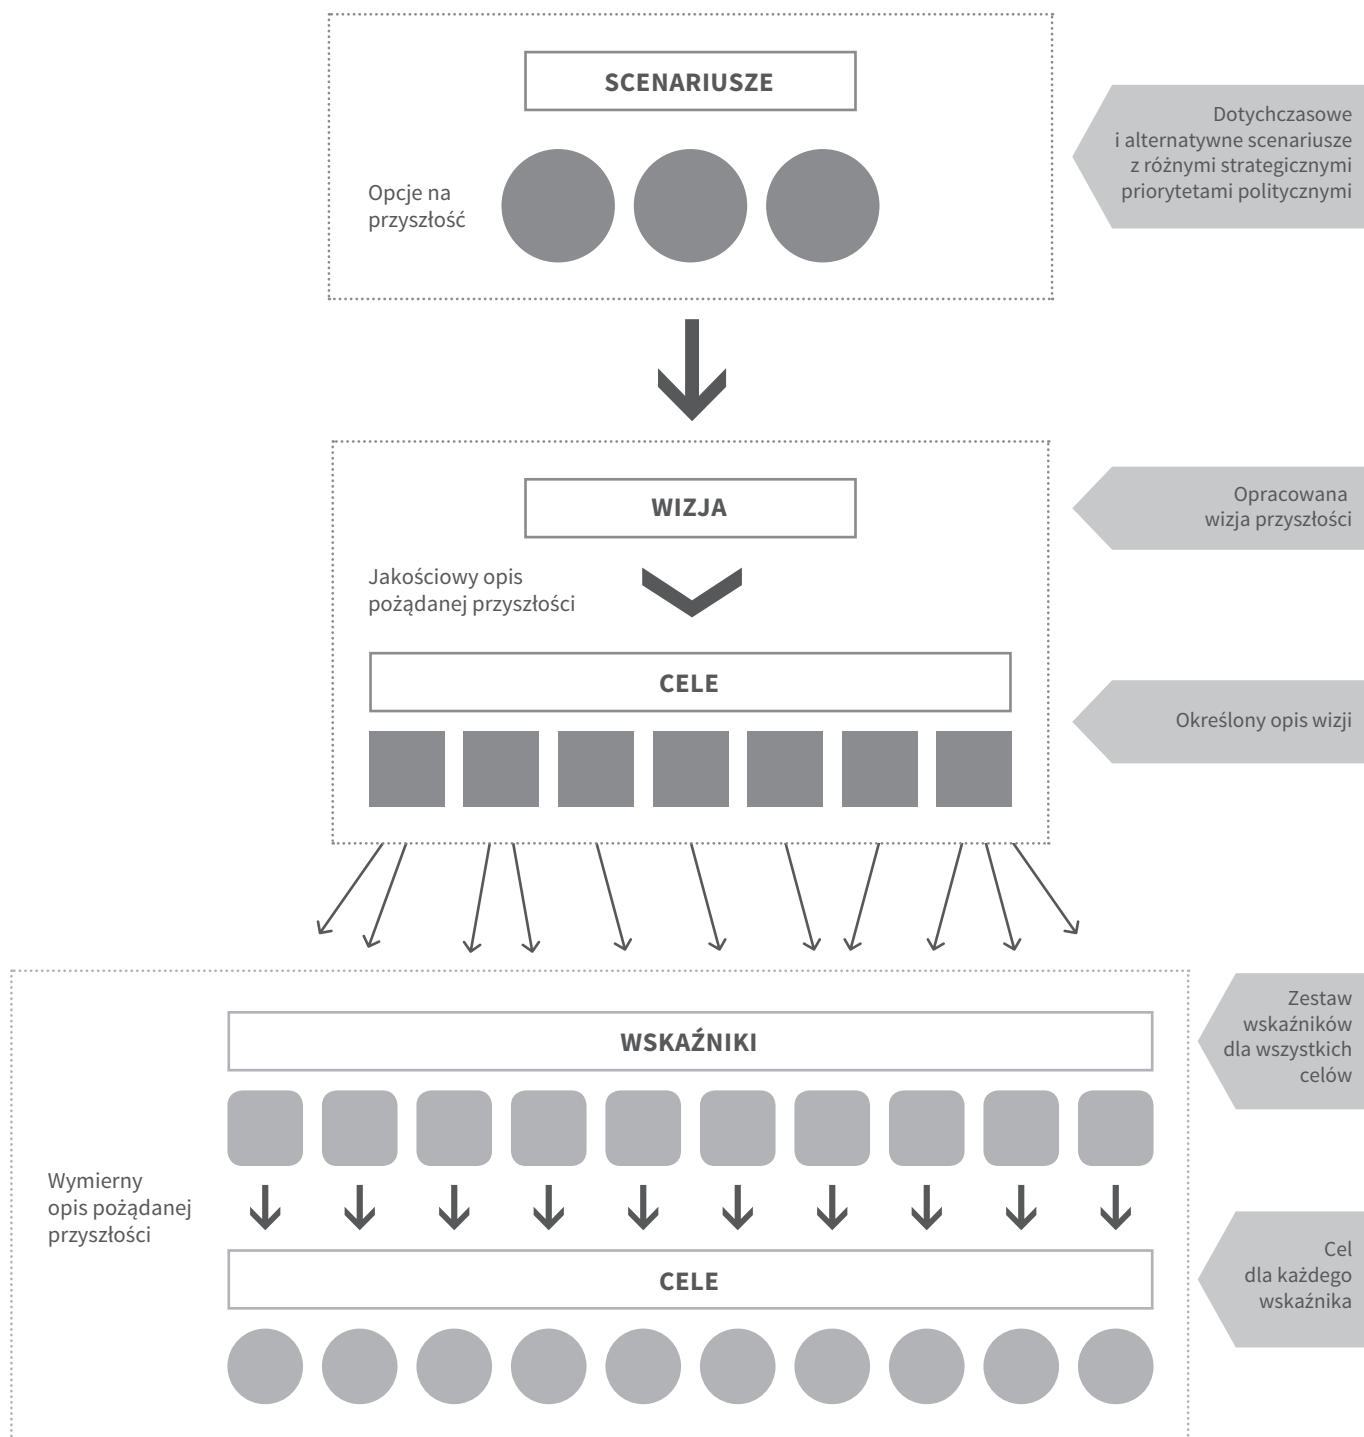 SCENARIUSZE
Opcje na
przyszłość
Dotychczasowe
i alternatywne scenariusze
z różnymi strategicznymi
priorytetami politycznymi
WIZJA
Opracowana
wizja przyszłości
Jakościowy opis
pożądanej przyszłości
CELE
Określony opis wizji
WSKAŹNIKI
Zestaw
wskaźników
dla wszystkich
celów
Wymierny
opis pożądanej
przyszłości
CELE
Cel
dla każdego
wskaźnika